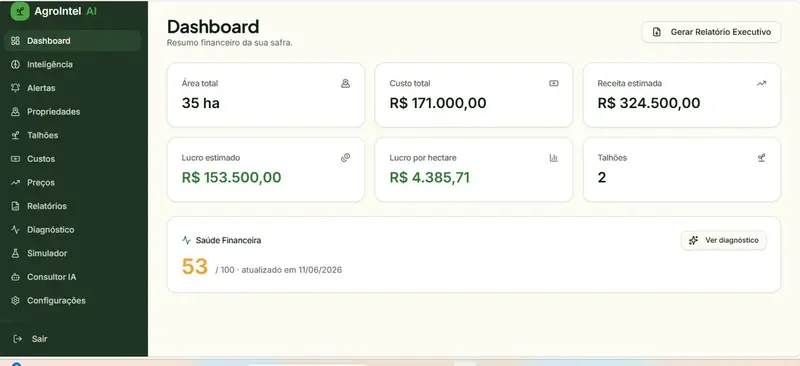 AgroIntel AI
Dashboard
Inteligência
Alertas
Propriedades
Talhões
Custos
Preços
Relatórios
Diagnóstico
Simulador
Consultor IA
Configurações
Sair
Dashboard
Resumo financeiro da sua safra.
Gerar Relatório Executivo
Área total
35 ha
Custo total
R$ 171.000,00
Receita estimada
R$ 324.500,00
Lucro estimado
R$ 153.500,00
Lucro por hectare
R$ 4.385,71
Talhões
2
Saúde Financeira
Ver diagnóstico
53 / 100 · atualizado em 11/06/2026